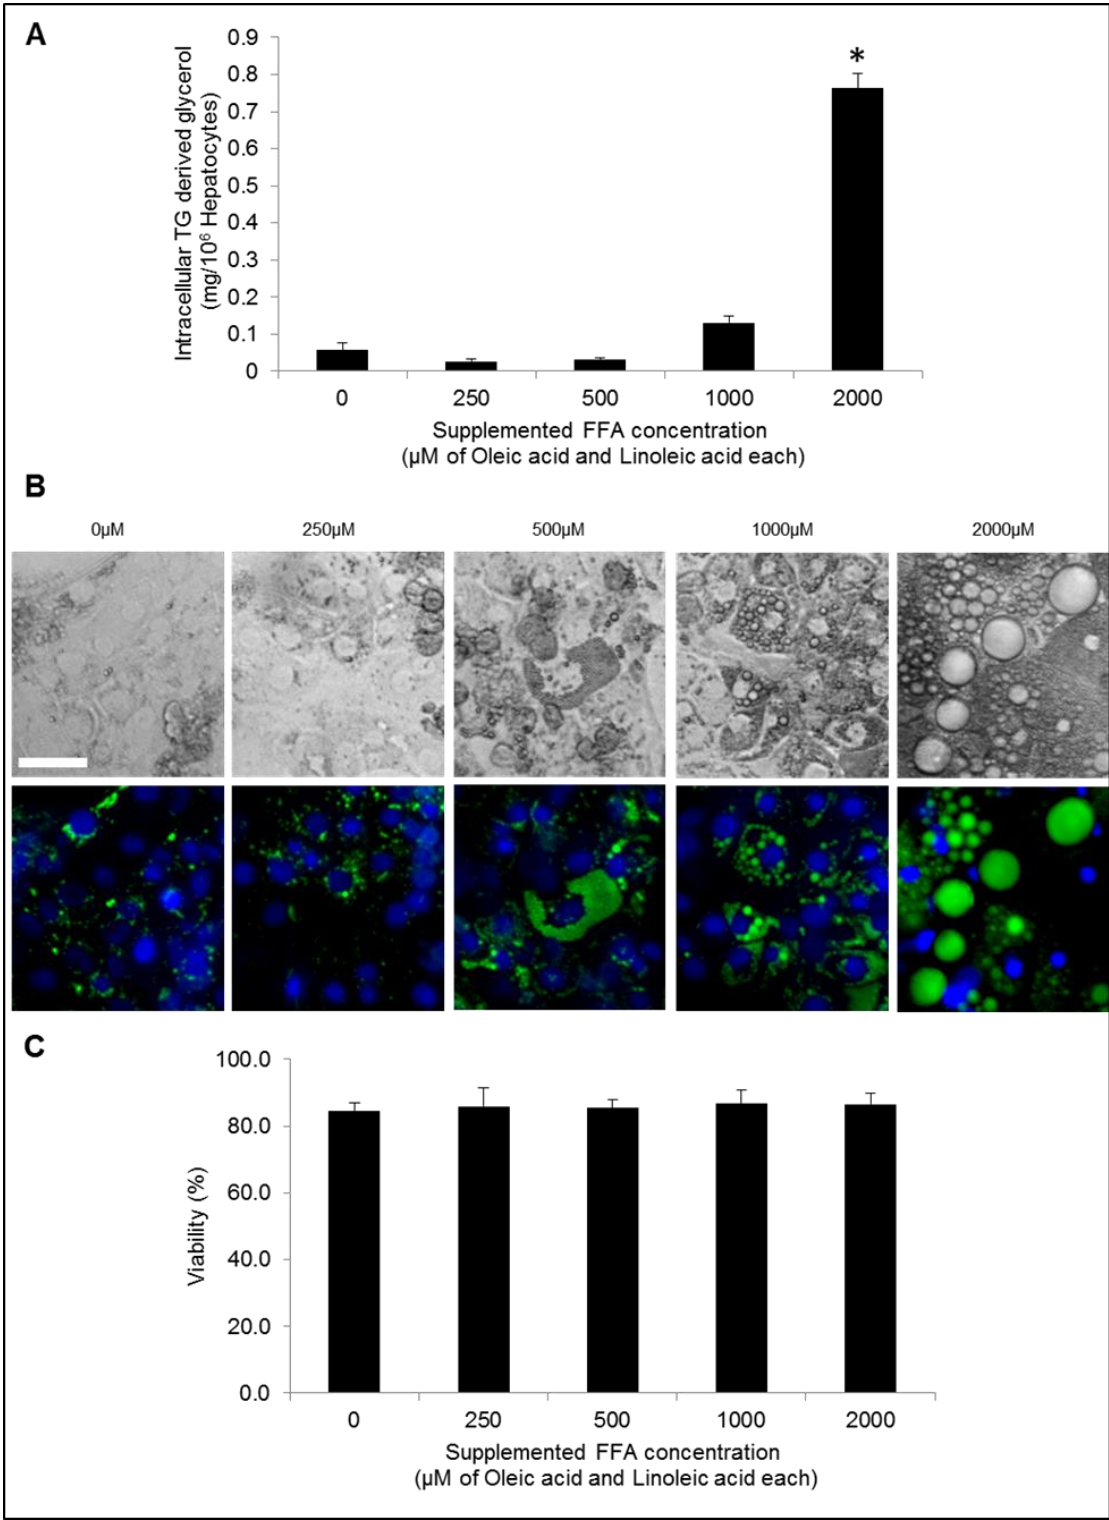 A
0.9
0.8
0.7
0.6
0.5
0.4
0.3
0.2
0.1
0
Intracellular TG derived glycerol
(mg/10⁶ Hepatocytes)
*
0 250 500 1000 2000
Supplemented FFA concentration
(µM of Oleic acid and Linoleic acid each)
B
0µM 250µM 500µM 1000µM 2000µM
C
100.0
80.0
60.0
40.0
20.0
0.0
Viability (%)
0 250 500 1000 2000
Supplemented FFA concentration
(µM of Oleic acid and Linoleic acid each)